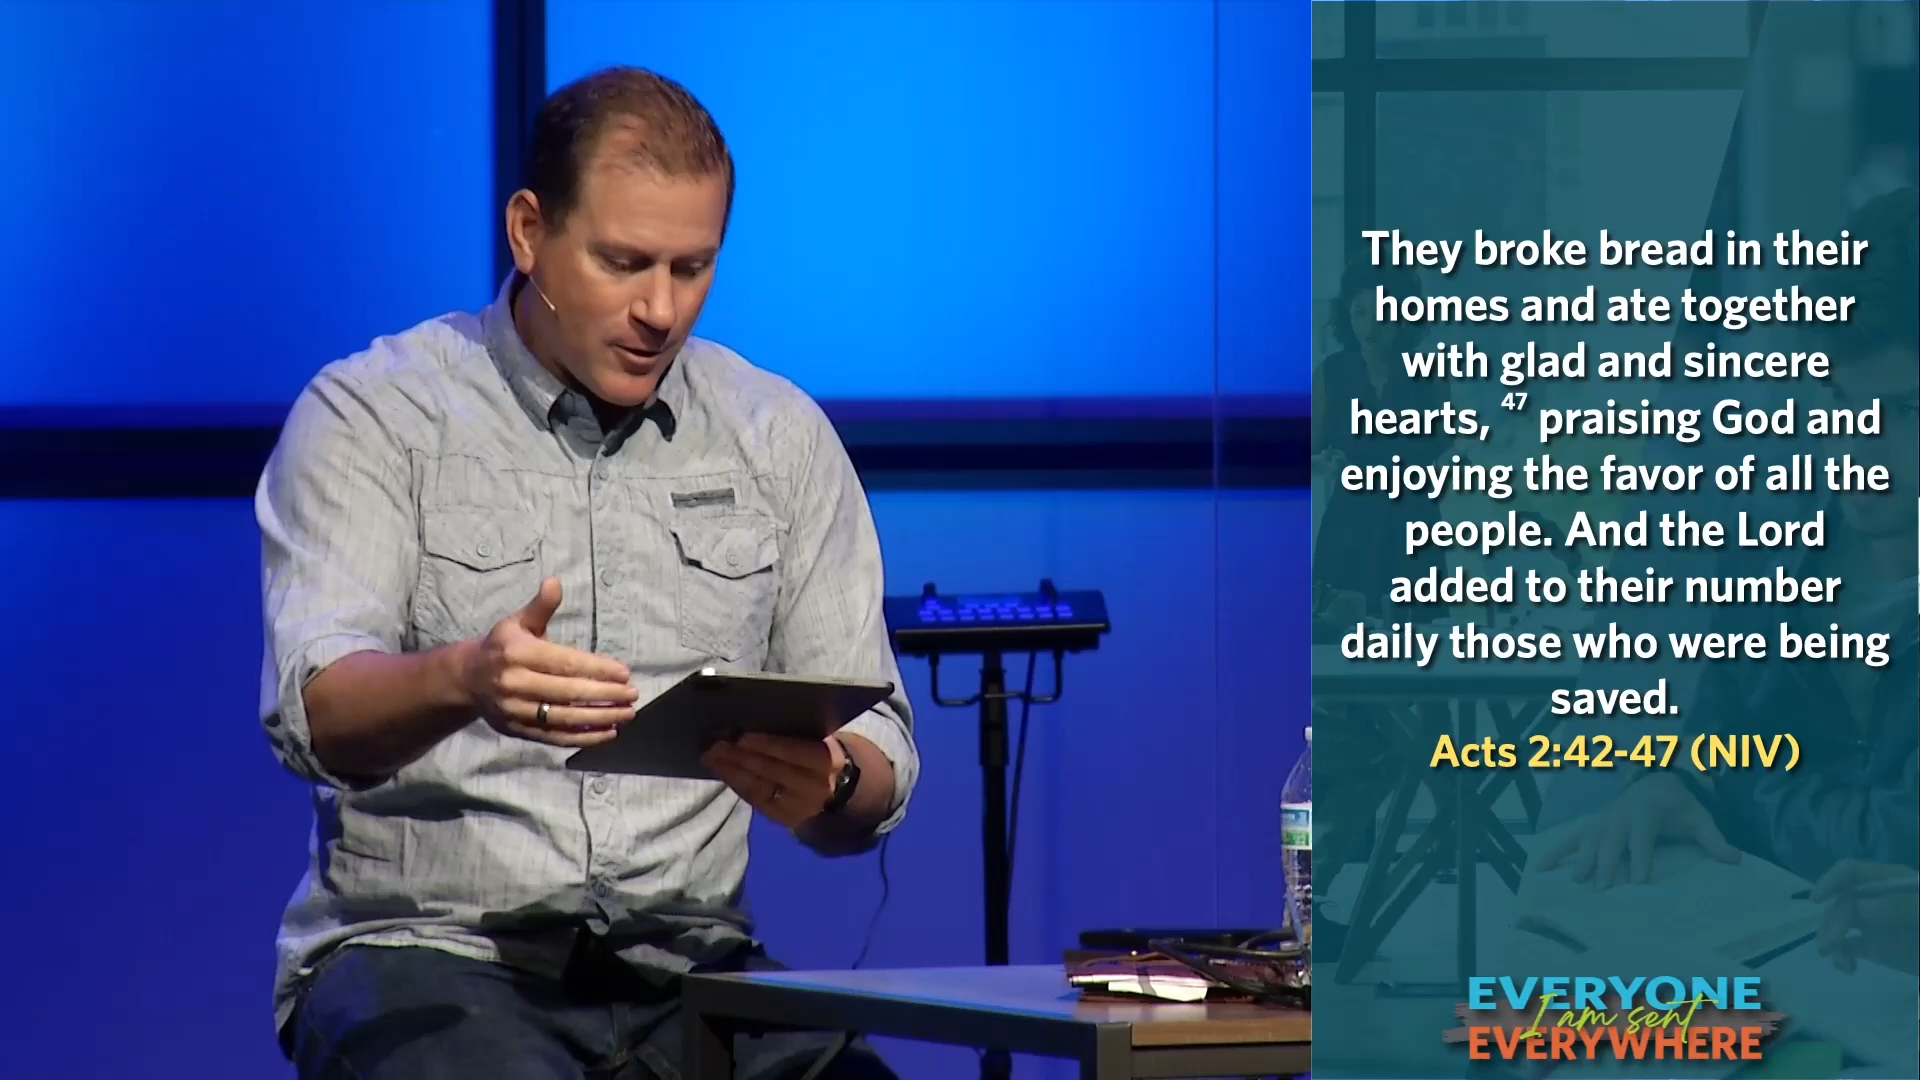 They broke bread in their
homes and ate together
with glad and sincere
hearts, 47 praising God and
enjoying the favor of all the
people. And the Lord
added to their number
daily those who were being
saved.
Acts 2:42-47 (NIV)
EVERYONE
I am sent
EVERYWHERE